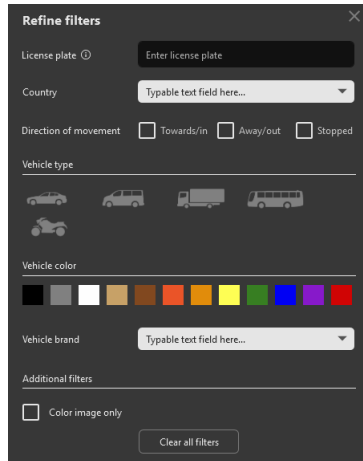 Refine filters
License plate
Enter license plate
Country
Typable text field here...
Direction of movement
Towards/in
Away/out
Stopped
Vehicle type
Vehicle color
Vehicle brand
Typable text field here...
Additional filters
Color image only
Clear all filters